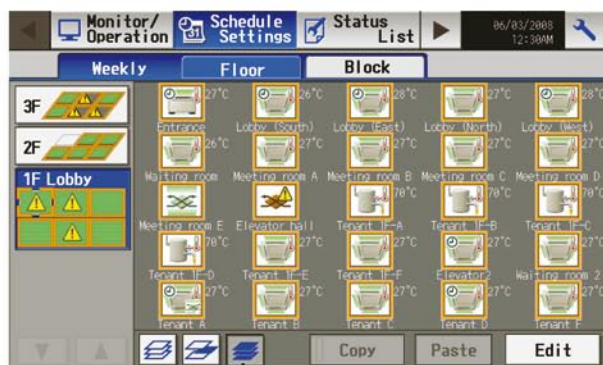 Monitor/
Operation
Schedule
Settings
Status
List
06/03/2008
12:30AM
Weekly
Floor
Block
3F
2F
1F Lobby
27°C 26°C 28°C 27°C 28°C
Entrance Lobby (South) Lobby (East) Lobby (North) Lobby (West)
26°C 27°C 27°C 27°C 27°C
Waiting room Meeting room A Meeting room B Meeting room C Meeting room D
70°C 70°C 70°C
Meeting room E Elevator hall Tenant 1F-A Tenant 1F-B Tenant 1F-C
70°C 27°C 27°C 27°C 27°C
Tenant 1F-D Tenant 1F-E Tenant 1F-F Elevator2 Waiting room 2
27°C 27°C 27°C 27°C 27°C
Tenant A Tenant B Tenant C Tenant D Tenant F
Copy
Paste
Edit